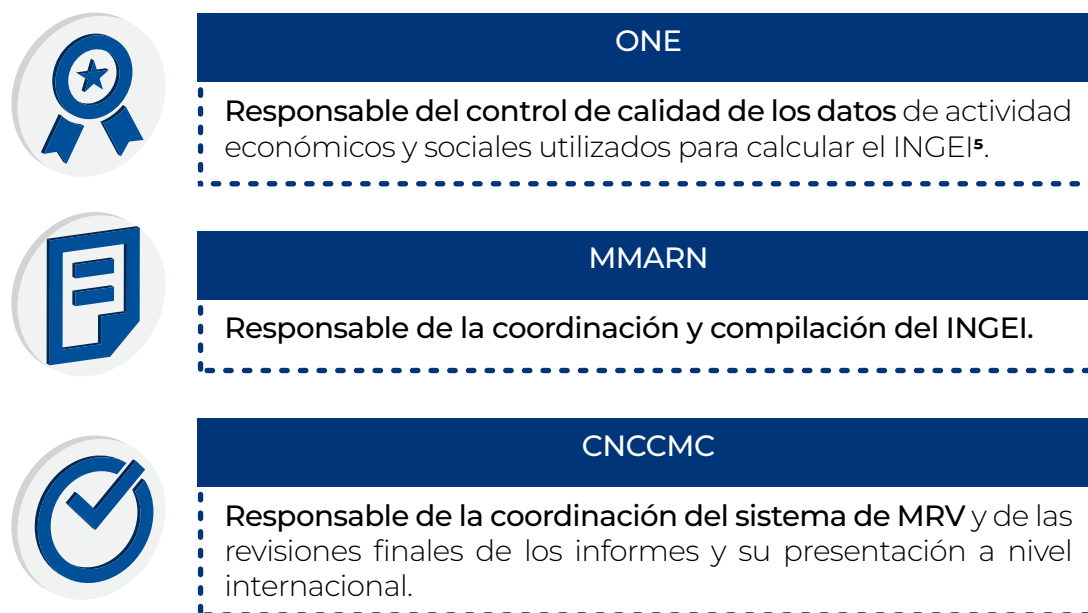 ONE
Responsable del control de calidad de los datos de actividad
económicos y sociales utilizados para calcular el INGEI⁵.
MMARN
Responsable de la coordinación y compilación del INGEI.
CNCCMC
Responsable de la coordinación del sistema de MRV y de las
revisiones finales de los informes y su presentación a nivel
internacional.